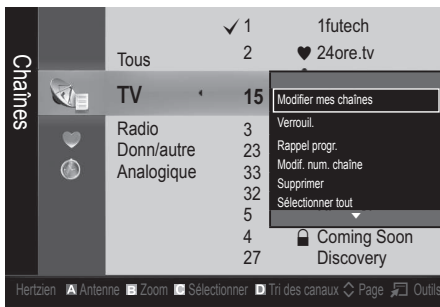 Chaînes
✓ 1 1futech
Tous 2 ♥ 24ore.tv
TV 15
Radio 3
Donn/autre 23
Analogique 33
32
5
4 Coming Soon
27 Discovery
Modifier mes chaînes
Verrouil.
Rappel progr.
Modif. num. chaîne
Supprimer
Sélectionner tout
Hertzien A Antenne B Zoom C Sélectionner D Tri des canaux Page Outils